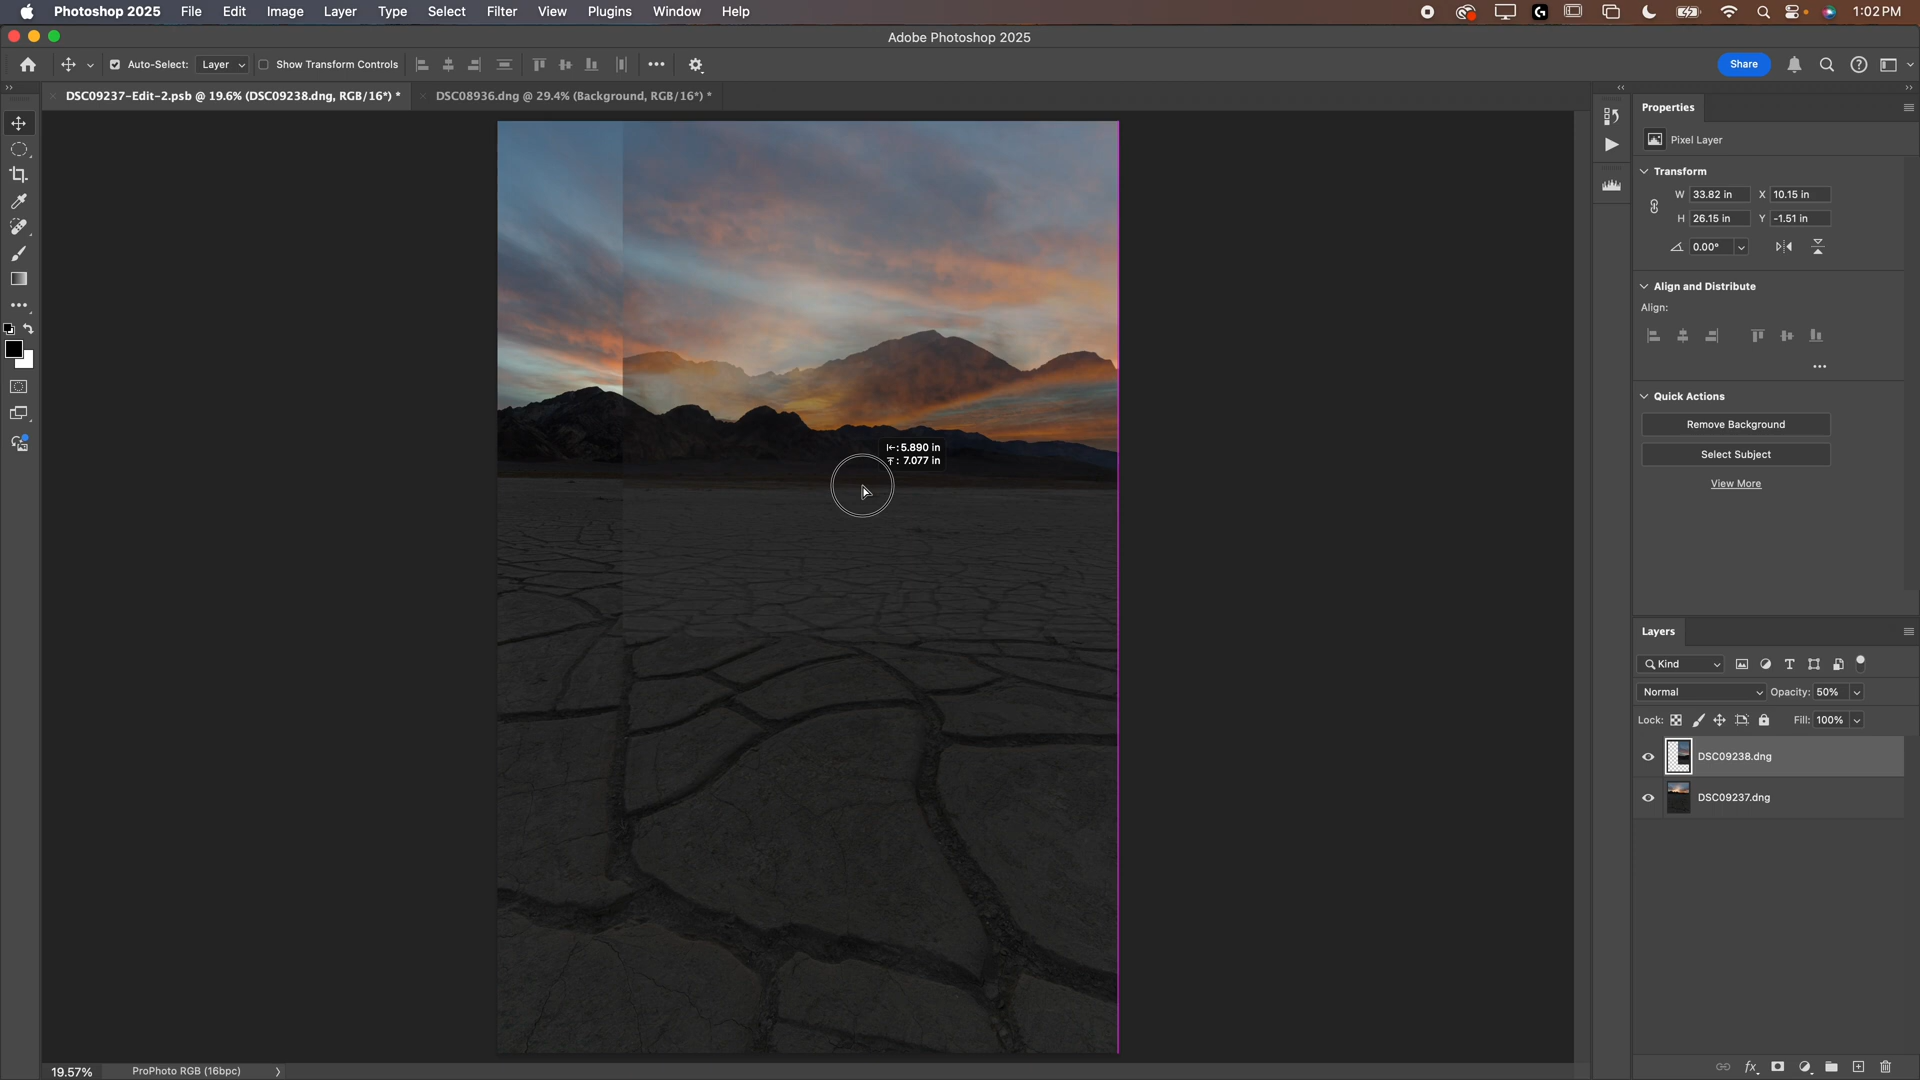 Photoshop 2025 File Edit Image Layer Type Select Filter View Plugins Window Help 1:02 PM
Adobe Photoshop 2025
Auto-Select: Layer Show Transform Controls Share
DSC09237-Edit-2.psb @ 19.6% (DSC09238.dng, RGB/16*) * DSC08936.dng @ 29.4% (Background, RGB/16*) *
Properties
Pixel Layer
Transform
W 33.82 in X 10.15 in
H 26.15 in Y -1.51 in
0.00°
Align and Distribute
Align:
Quick Actions
Remove Background
Select Subject
View More
5.890 in
7.077 in
Layers
Kind
Normal Opacity: 50%
Lock: Fill: 100%
DSC09238.dng
DSC09237.dng
fx
19.57% ProPhoto RGB (16bpc)